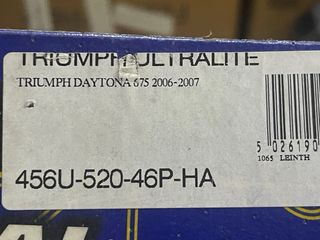 TRIUMPH ULTRALITE
TRIUMPH DAYTONA 675 2006-2007
5 026190
1065 LEINTH
456U-520-46P-HA